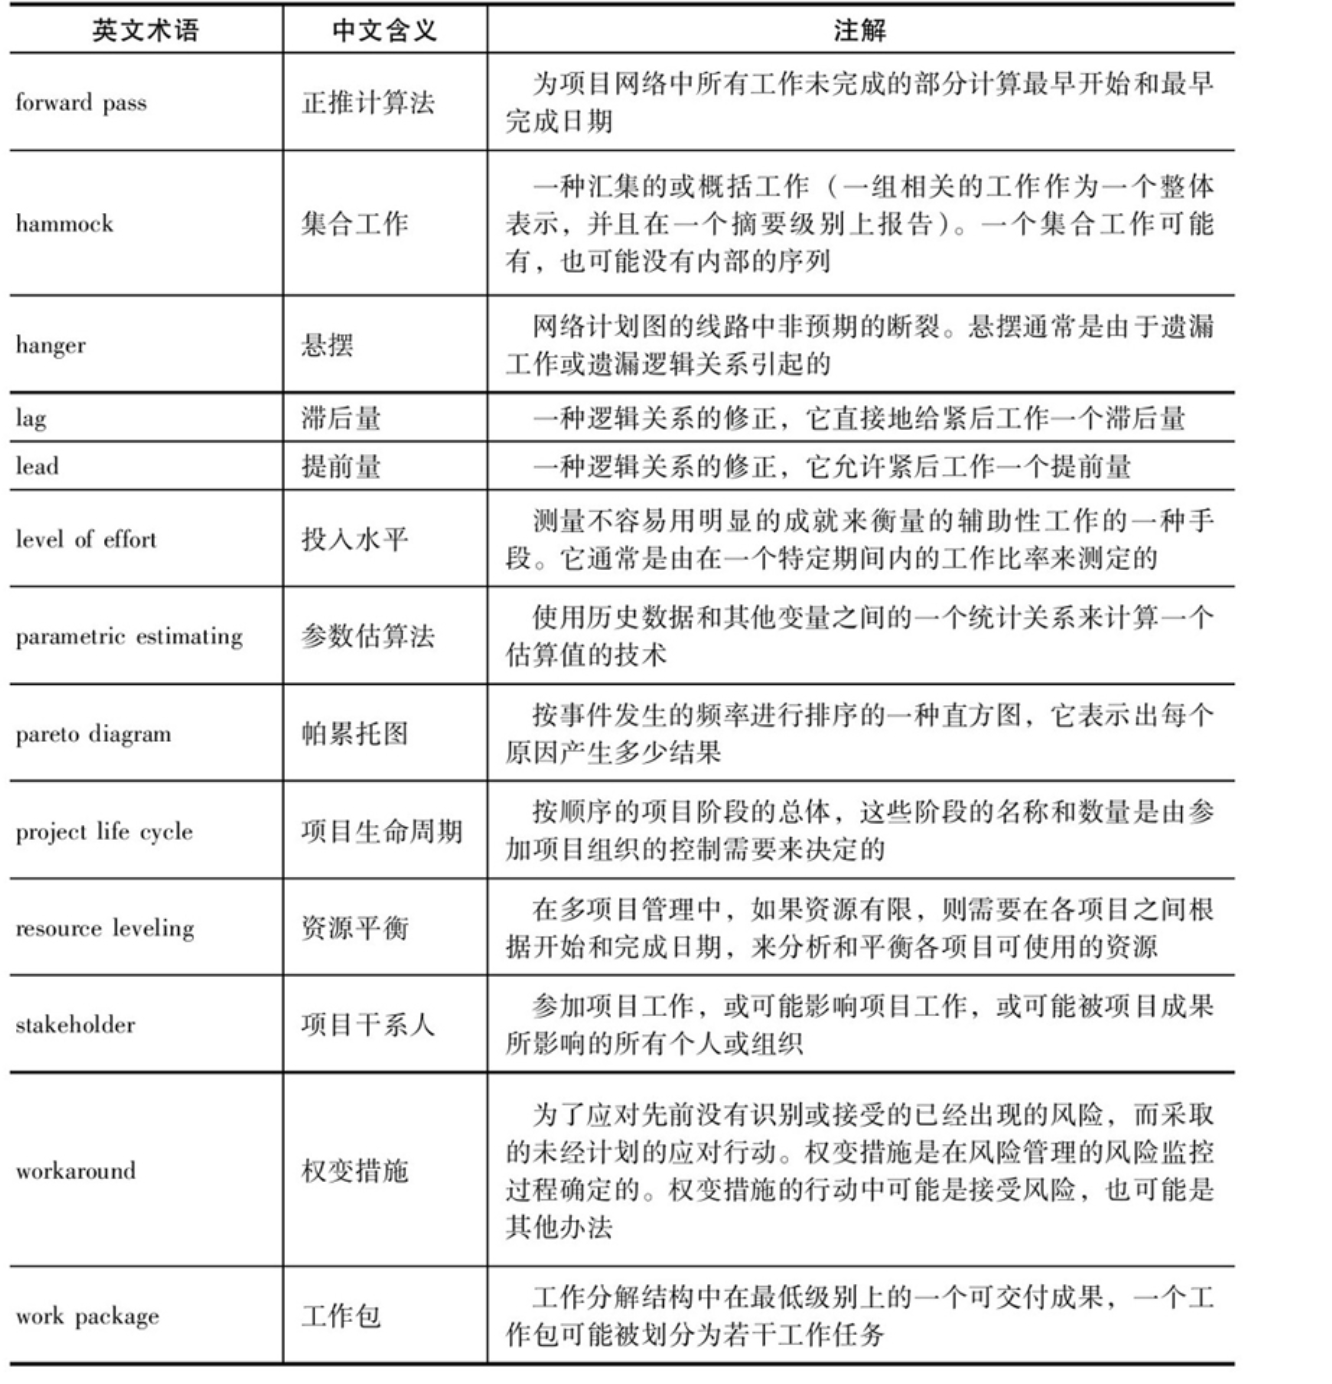 英文术语 中文含义 注解
forward pass 正推计算法 为项目网络中所有工作未完成的部分计算最早开始和最早
完成日期
hammock 集合工作 一种汇集的或概括工作（一组相关的工作作为一个整体
表示，并且在一个摘要级别上报告）。一个集合工作可能
有，也可能没有内部的序列
hanger 悬摆 网络计划图的线路中非预期的断裂。悬摆通常是由于遗漏
工作或遗漏逻辑关系引起的
lag 滞后量 一种逻辑关系的修正，它直接地给紧后工作一个滞后量
lead 提前量 一种逻辑关系的修正，它允许紧后工作一个提前量
level of effort 投入水平 测量不容易用明显的成就来衡量的辅助性工作的一种手
段。它通常是由在一个特定期间内的工作比率来测定的
parametric estimating 参数估算法 使用历史数据和其他变量之间的一个统计关系来计算一个
估算值的技术
pareto diagram 帕累托图 按事件发生的频率进行排序的一种直方图，它表示出每个
原因产生多少结果
project life cycle 项目生命周期 按顺序的项目阶段的总体，这些阶段的名称和数量是由参
加项目组织的控制需要来决定的
resource leveling 资源平衡 在多项目管理中，如果资源有限，则需要在各项目之间根
据开始和完成日期，来分析和平衡各项目可使用的资源
stakeholder 项目干系人 参加项目工作，或可能影响项目工作，或可能被项目成果
所影响的所有个人或组织
workaround 权变措施 为了应对先前没有识别或接受的已经出现的风险，而采取
的未经计划的应对行动。权变措施是在风险管理的风险监控
过程确定的。权变措施的行动中可能是接受风险，也可能是
其他办法
work package 工作包 工作分解结构中在最低级别上的一个可交付成果，一个工
作包可能被划分为若干工作任务